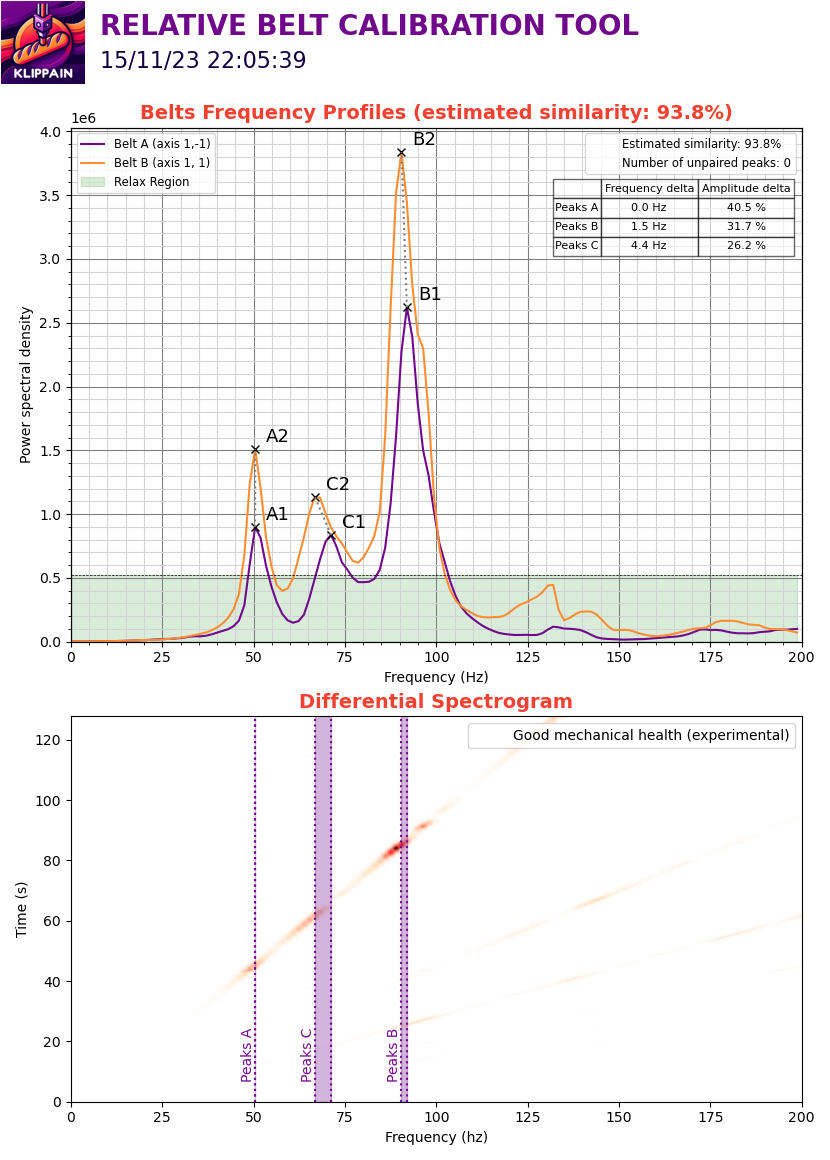 KLIPPAIN
RELATIVE BELT CALIBRATION TOOL
15/11/23 22:05:39
Belts Frequency Profiles (estimated similarity: 93.8%)
1e6
Belt A (axis 1,-1)
Belt B (axis 1, 1)
Relax Region
Estimated similarity: 93.8%
Number of unpaired peaks: 0
Frequency delta Amplitude delta
Peaks A 0.0 Hz 40.5 %
Peaks B 1.5 Hz 31.7 %
Peaks C 4.4 Hz 26.2 %
B2
B1
A2
A1
C2
C1
Power spectral density
4.0
3.5
3.0
2.5
2.0
1.5
1.0
0.5
0.0
0 25 50 75 100 125 150 175 200
Frequency (Hz)
Differential Spectrogram
Good mechanical health (experimental)
Peaks A
Peaks C
Peaks B
Time (s)
120
100
80
60
40
20
0
0 25 50 75 100 125 150 175 200
Frequency (hz)